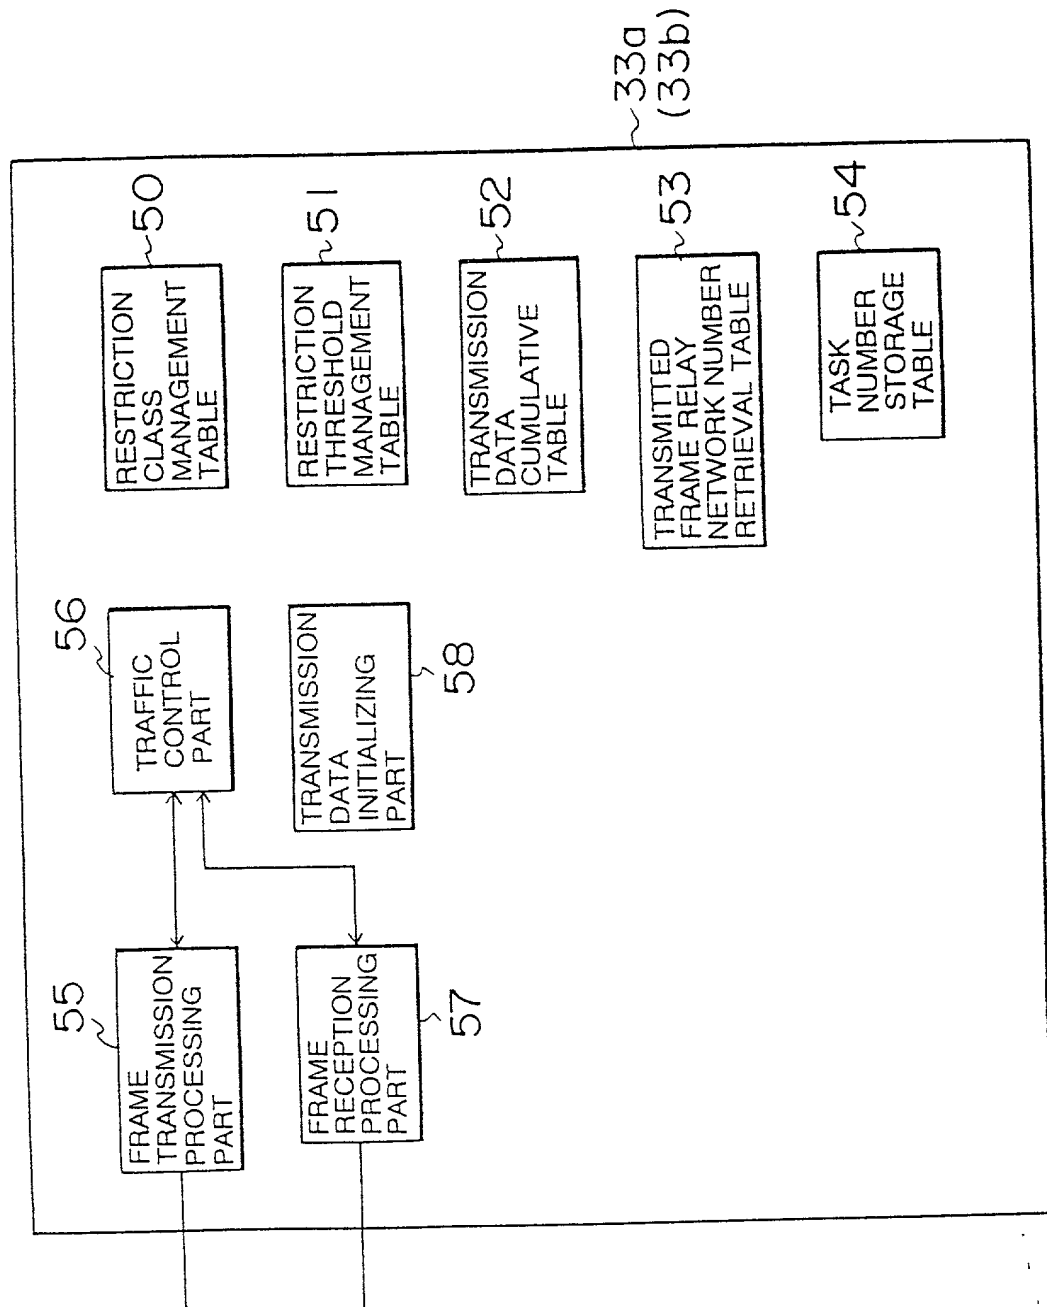 55
FRAME
TRANSMISSION
PROCESSING
PART
56
TRAFFIC
CONTROL
PART
RESTRICTION
CLASS
MANAGEMENT
TABLE
50
FRAME
RECEPTION
PROCESSING
PART
57
TRANSMISSION
DATA
INITIALIZING
PART
58
RESTRICTION
THRESHOLD
MANAGEMENT
TABLE
51
TRANSMISSION
DATA
CUMULATIVE
TABLE
52
TRANSMITTED
FRAME RELAY
NETWORK NUMBER
RETRIEVAL TABLE
53
TASK
NUMBER
STORAGE
TABLE
54
33a
(33b)